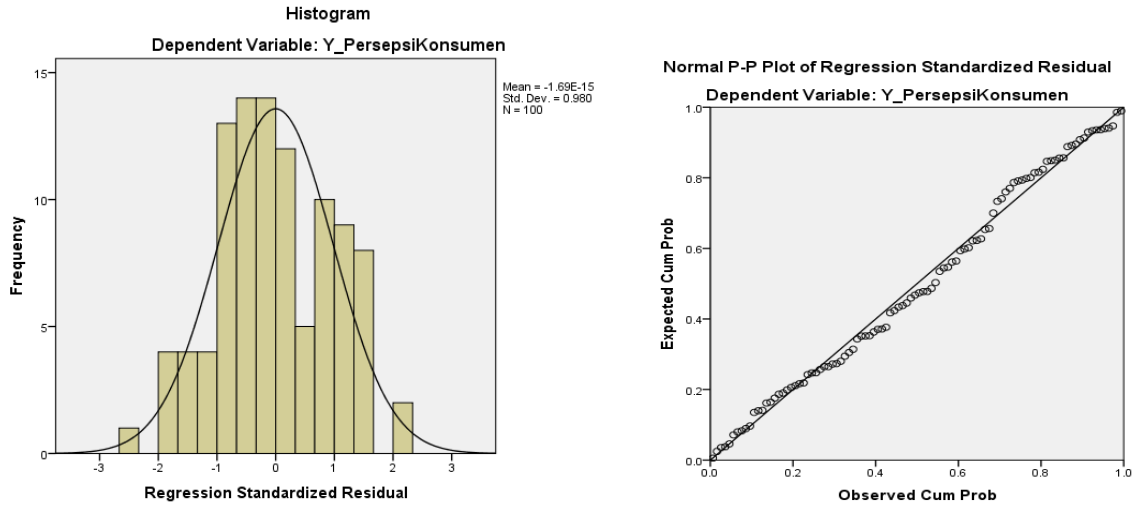 Histogram
Dependent Variable: Y_PersepsiKonsumen
Mean = -1.69E-15
Std. Dev. = 0.980
N = 100
15
10
5
0
Frequency
-3 -2 -1 0 1 2 3
Regression Standardized Residual
Normal P-P Plot of Regression Standardized Residual
Dependent Variable: Y_PersepsiKonsumen
1.0
0.8
0.6
0.4
0.2
0.0
Expected Cum Prob
0.0 0.2 0.4 0.6 0.8 1.0
Observed Cum Prob